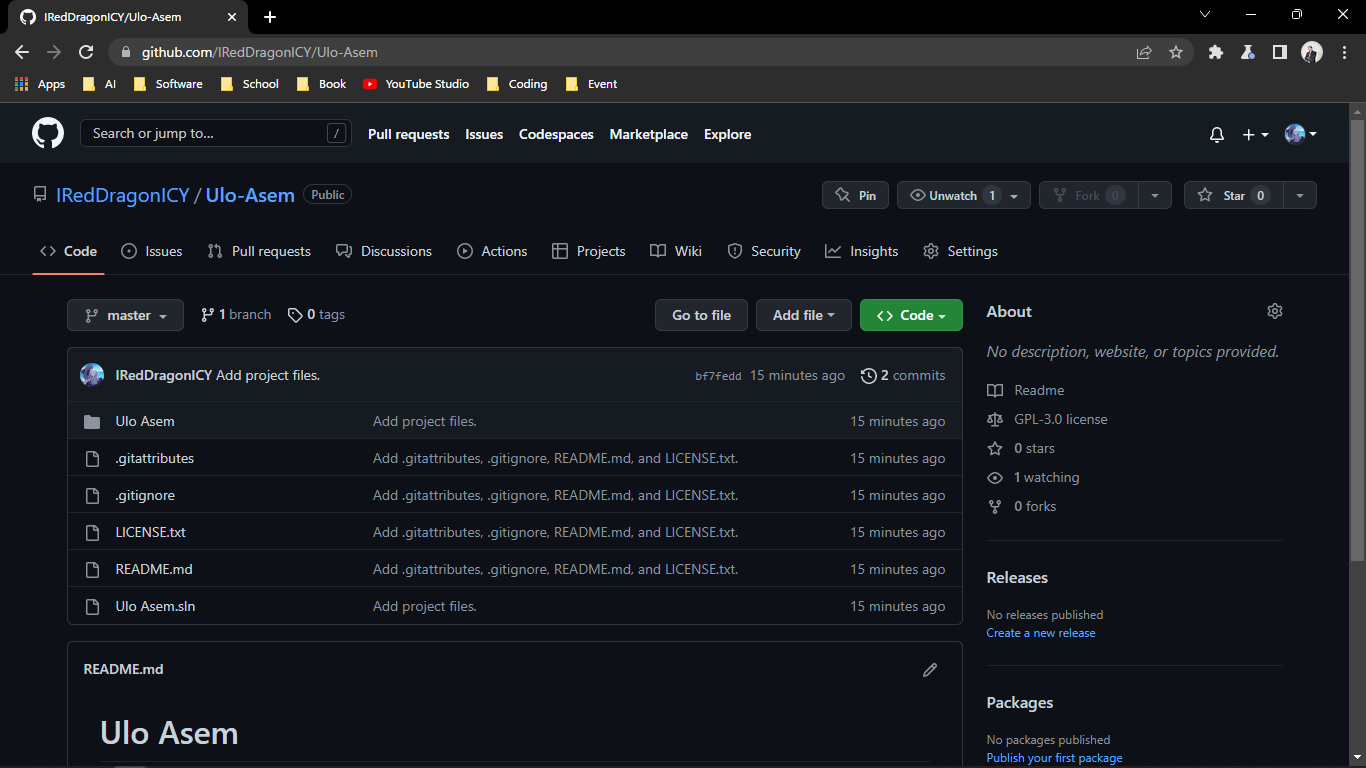 IRedDragonICY/Ulo-Asem
github.com/IRedDragonICY/Ulo-Asem
Apps AI Software School Book YouTube Studio Coding Event
Search or jump to... / Pull requests Issues Codespaces Marketplace Explore
IRedDragonICY / Ulo-Asem Public Pin Unwatch 1 Fork 0 Star 0
Code Issues Pull requests Discussions Actions Projects Wiki Security Insights Settings
master 1 branch 0 tags Go to file Add file Code
IRedDragonICY Add project files. bf7fedd 15 minutes ago 2 commits
Ulo Asem Add project files. 15 minutes ago
.gitattributes Add .gitattributes, .gitignore, README.md, and LICENSE.txt. 15 minutes ago
.gitignore Add .gitattributes, .gitignore, README.md, and LICENSE.txt. 15 minutes ago
LICENSE.txt Add .gitattributes, .gitignore, README.md, and LICENSE.txt. 15 minutes ago
README.md Add .gitattributes, .gitignore, README.md, and LICENSE.txt. 15 minutes ago
Ulo Asem.sln Add project files. 15 minutes ago
README.md
Ulo Asem
About
No description, website, or topics provided.
Readme
GPL-3.0 license
0 stars
1 watching
0 forks
Releases
No releases published
Create a new release
Packages
No packages published
Publish your first package